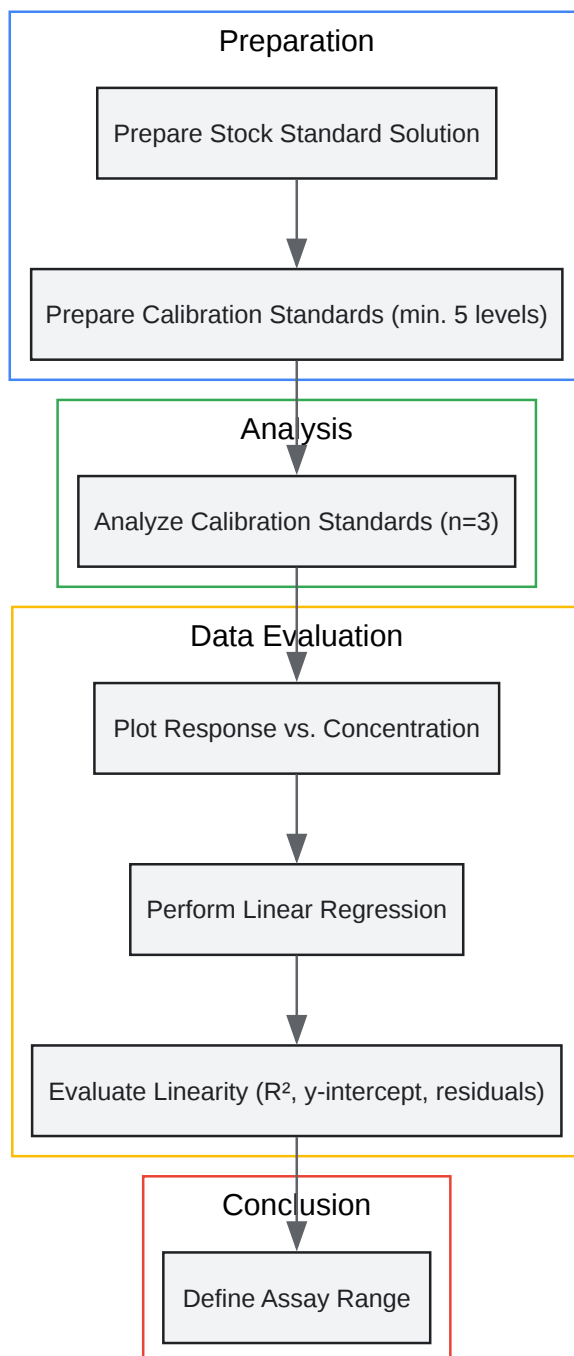 Preparation
Prepare Stock Standard Solution
Prepare Calibration Standards (min. 5 levels)
Analysis
Analyze Calibration Standards (n=3)
Data Evaluation
Plot Response vs. Concentration
Perform Linear Regression
Evaluate Linearity (R², y-intercept, residuals)
Conclusion
Define Assay Range